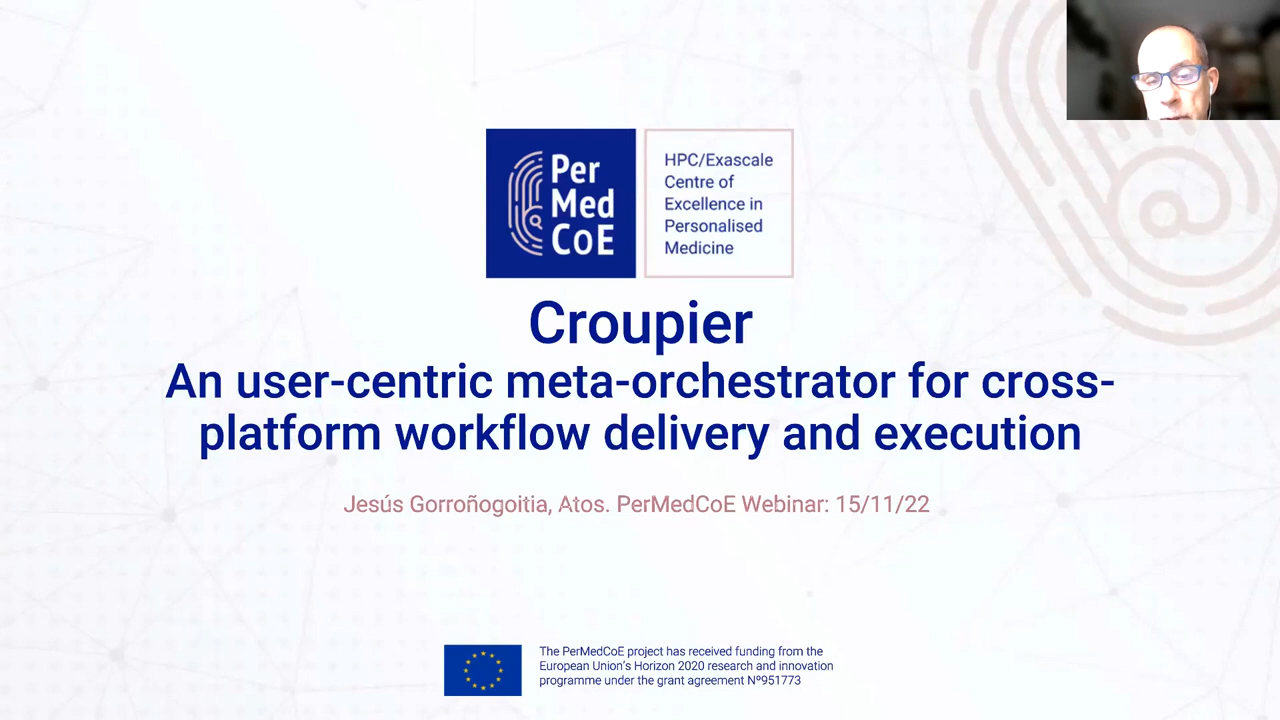 Per
Med
CoE
HPC/Exascale
Centre of
Excellence in
Personalised
Medicine
Croupier
An user-centric meta-orchestrator for cross-
platform workflow delivery and execution
Jesús Gorroñogoitia, Atos. PerMedCoE Webinar: 15/11/22
The PerMedCoE project has received funding from the
European Union's Horizon 2020 research and innovation
programme under the grant agreement Nº951773